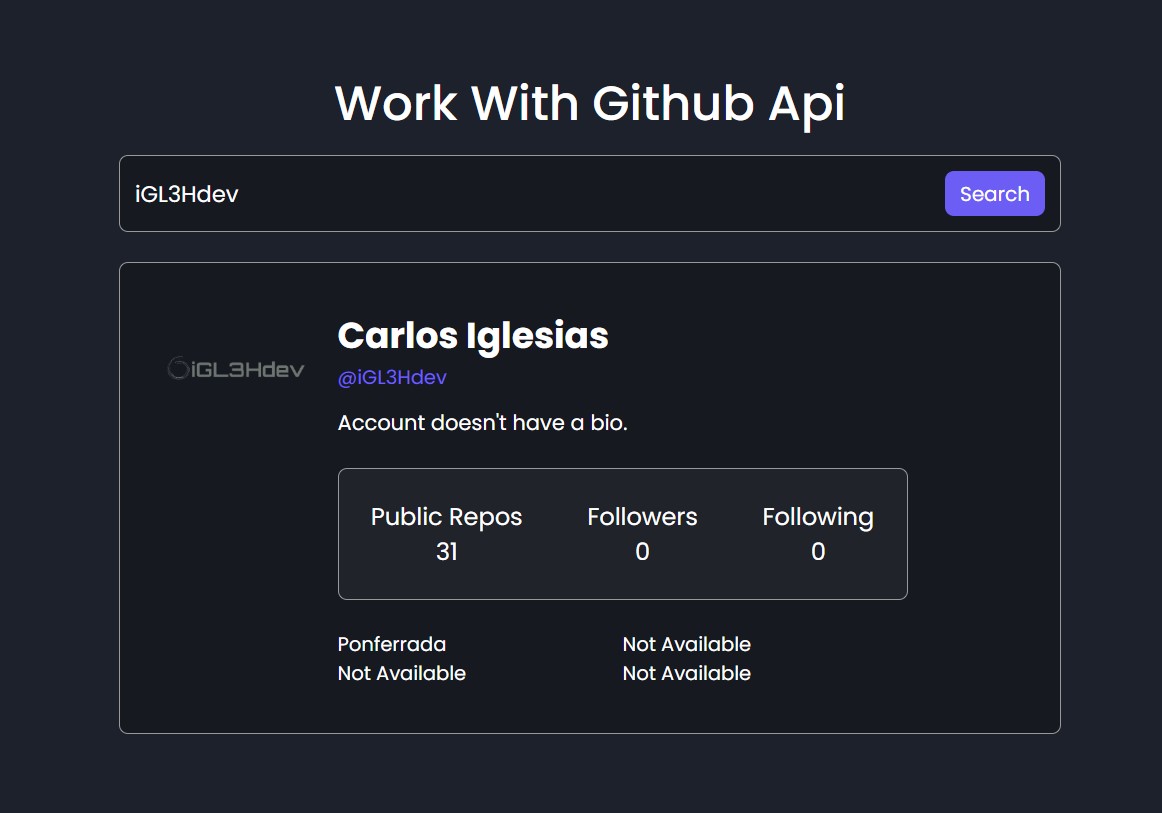 Work With Github Api
iGL3Hdev
Search
iGL3Hdev
Carlos Iglesias
@iGL3Hdev
Account doesn't have a bio.
Public Repos Followers Following
31 0 0
Ponferrada Not Available
Not Available Not Available